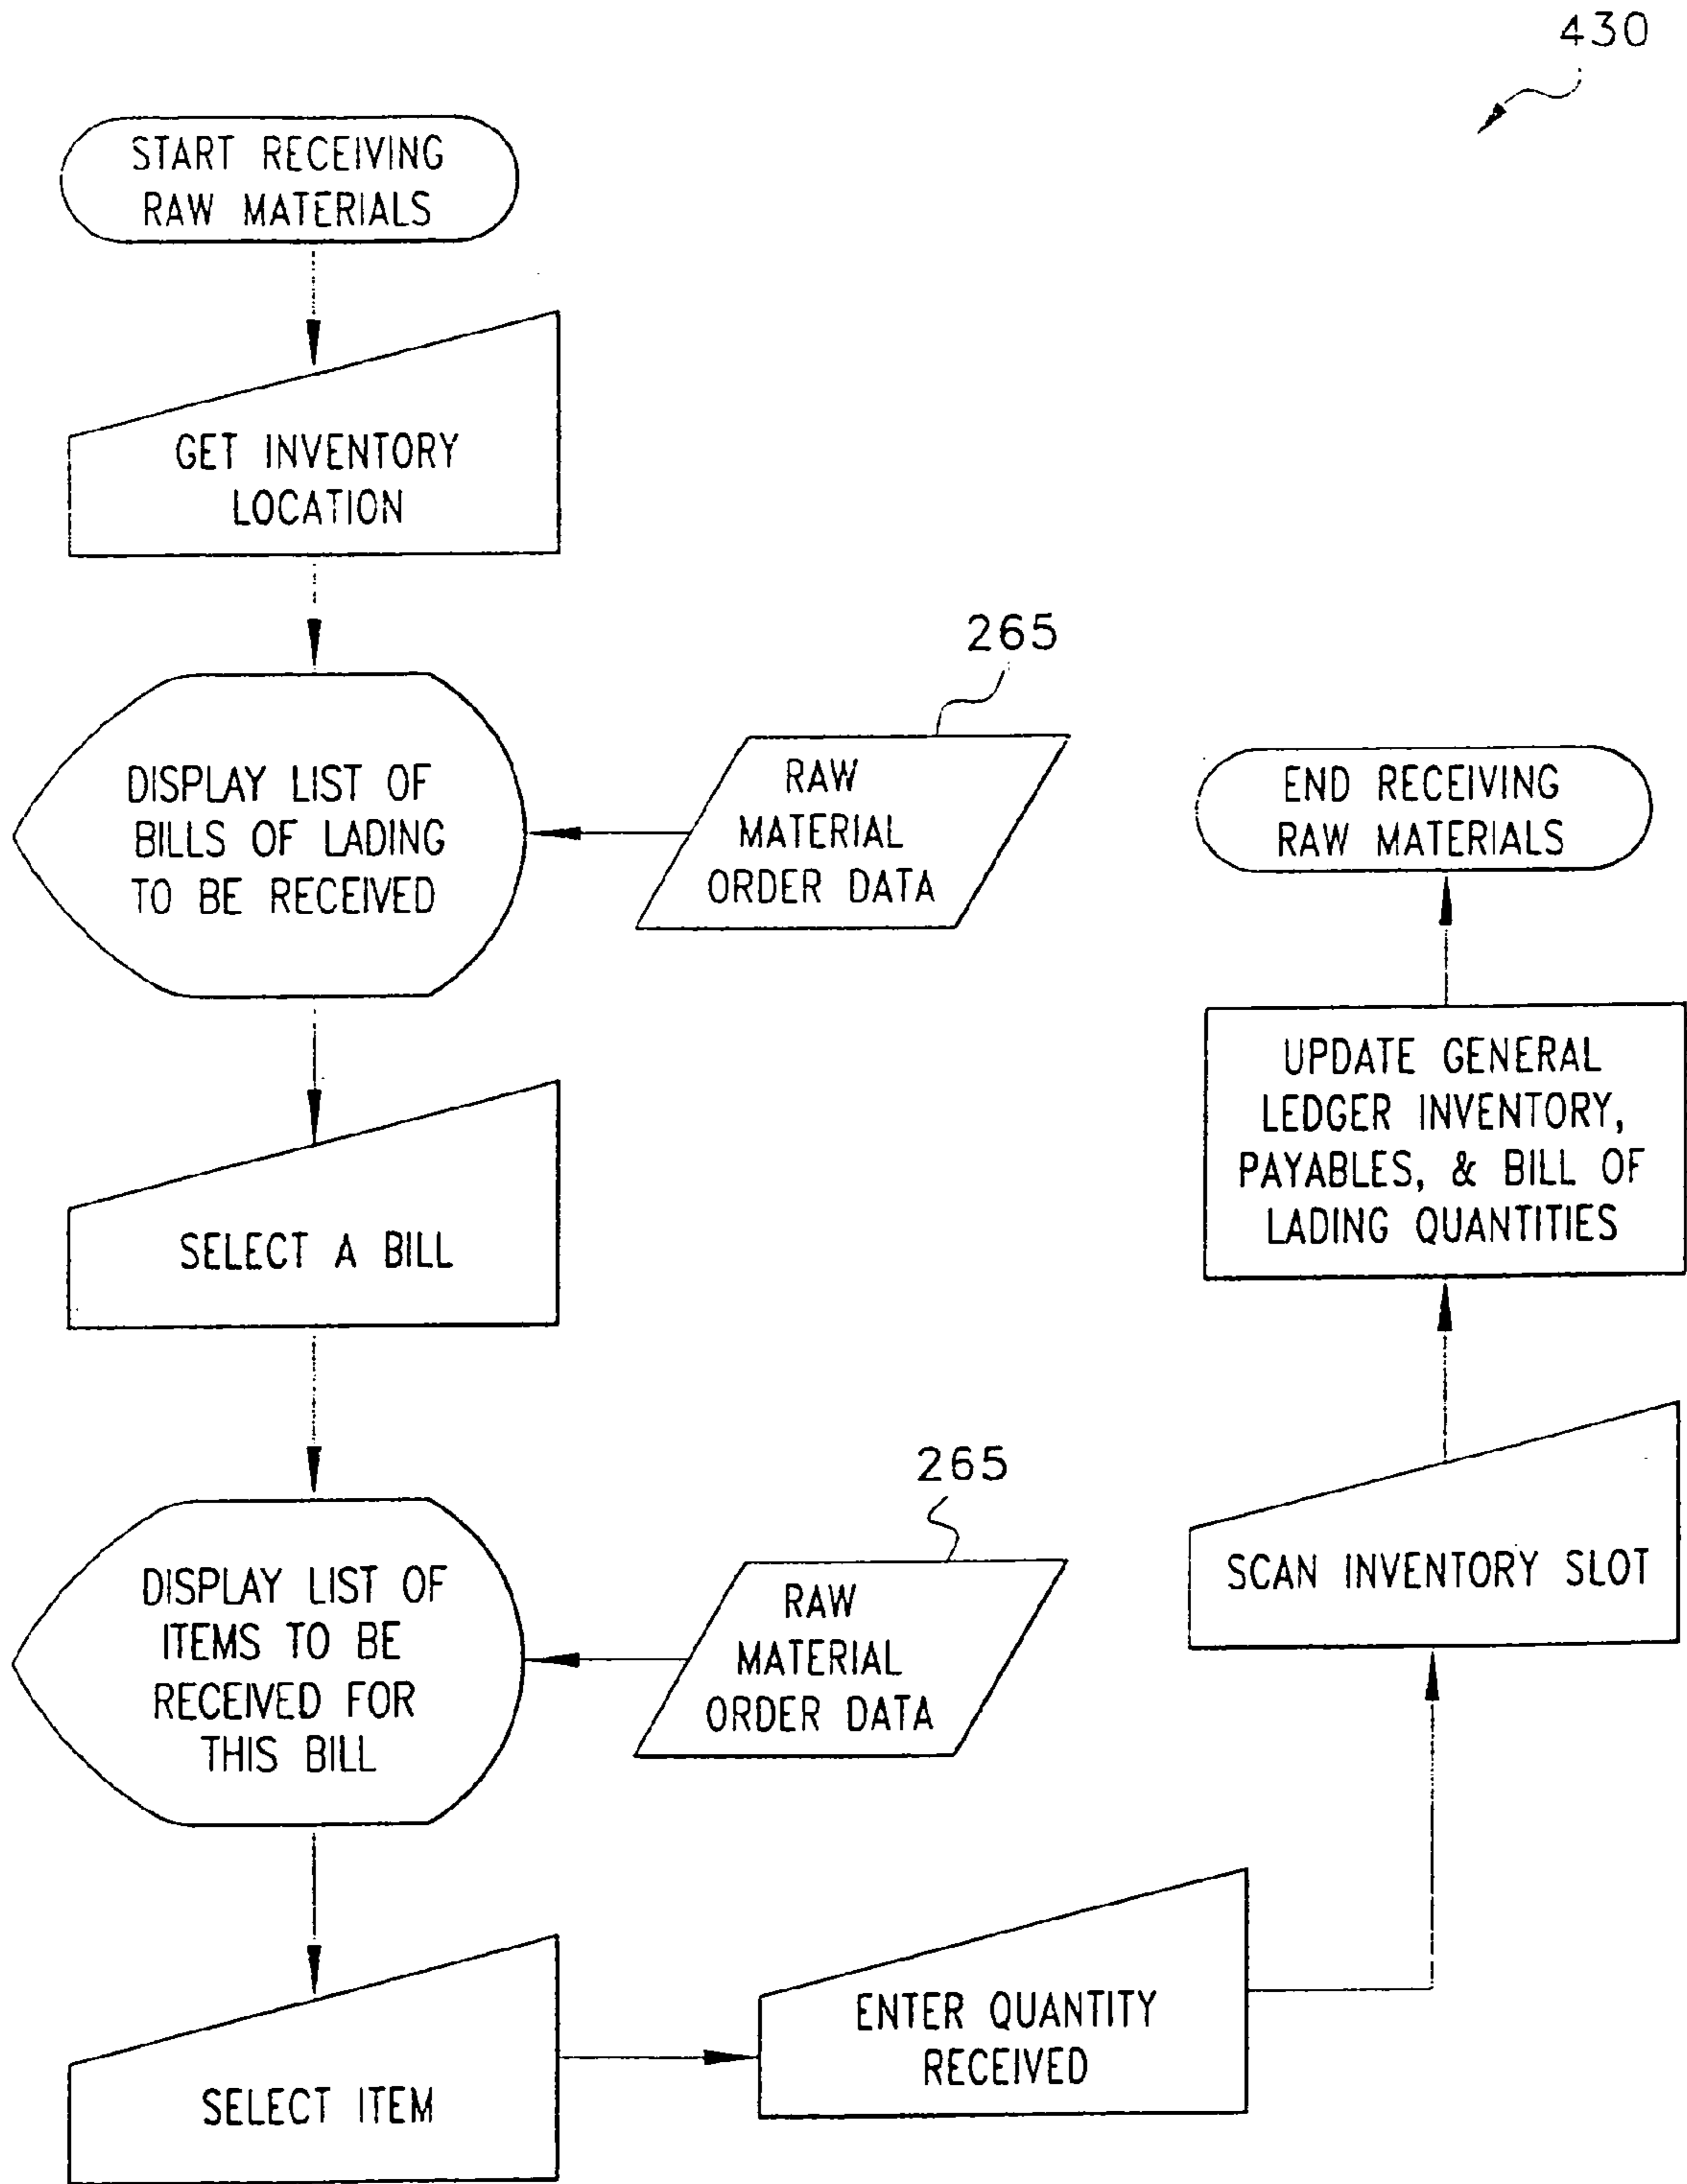 430
START RECEIVING
RAW MATERIALS
GET INVENTORY
LOCATION
265
DISPLAY LIST OF
BILLS OF LADING
TO BE RECEIVED
RAW
MATERIAL
ORDER DATA
SELECT A BILL
265
DISPLAY LIST OF
ITEMS TO BE
RECEIVED FOR
THIS BILL
RAW
MATERIAL
ORDER DATA
SELECT ITEM
ENTER QUANTITY
RECEIVED
SCAN INVENTORY SLOT
UPDATE GENERAL
LEDGER INVENTORY,
PAYABLES, & BILL OF
LADING QUANTITIES
END RECEIVING
RAW MATERIALS